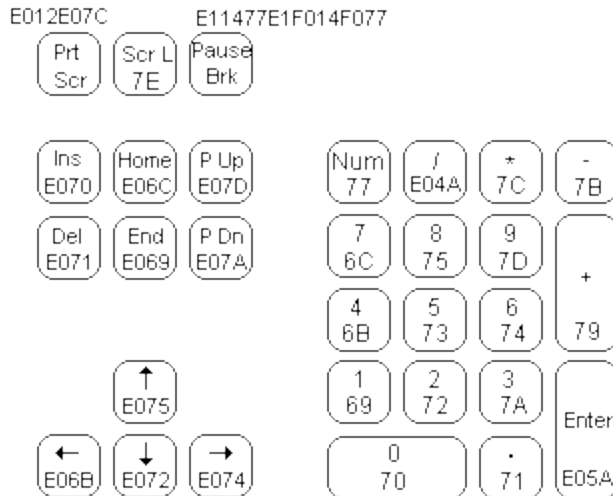 E012E07C E11477E1F014F077
Prt Scr L Pause
Scr 7E Brk
Ins Home P Up Num / * -
E070 E06C E07D 77 E04A 7C 7B
Del End P Dn 7 8 9
E071 E069 E07A 6C 75 7D
+
4 5 6
6B 73 74 79
↑ 1 2 3
E075 69 72 7A
Enter
← ↓ → 0 .
E06B E072 E074 70 71 E05A